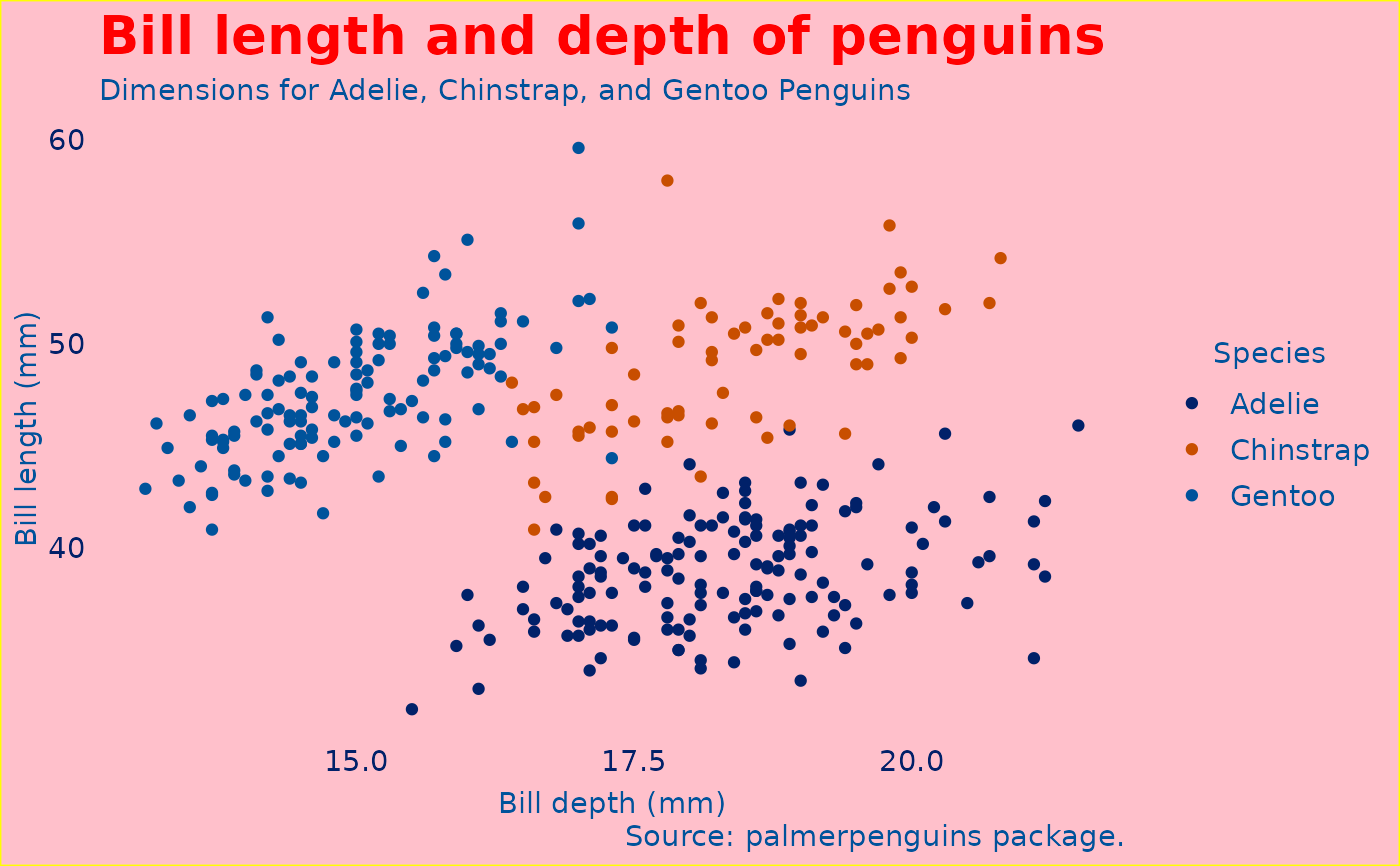 Bill length and depth of penguins
Dimensions for Adelie, Chinstrap, and Gentoo Penguins
60
50
40
Bill length (mm)
15.0 17.5 20.0
Bill depth (mm)
Species
Adelie
Chinstrap
Gentoo
Source: palmerpenguins package.